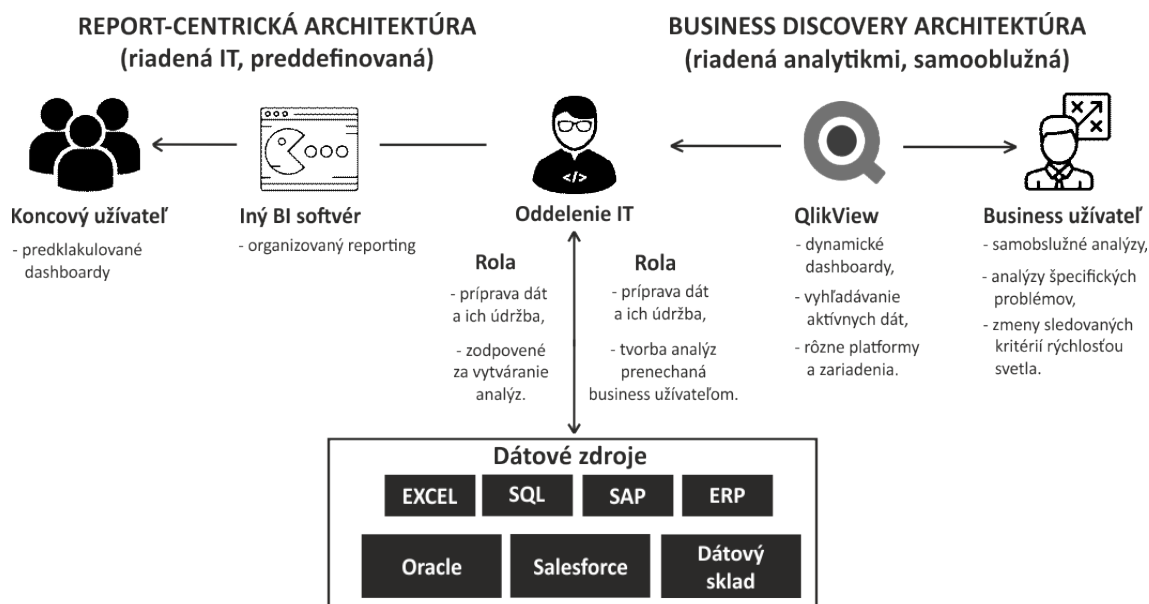 REPORT-CENTRICKÁ ARCHITEKTÚRA
(riadená IT, preddefinovaná)
BUSINESS DISCOVERY ARCHITEKTÚRA
(riadená analytikmi, samooblužná)
</>
Koncový užívateľ
- predklakulované
dashboardy
Iný BI softvér
- organizovaný reporting
Oddelenie IT
QlikView
- dynamické
dashboardy,
- vyhľadávanie
aktívnych dát,
- rôzne platformy
a zariadenia.
Business užívateľ
- samobslužné analýzy,
- analýzy špecifických
problémov,
- zmeny sledovaných
kritérií rýchlosťou
svetla.
Rola
- príprava dát
a ich údržba,
- zodpovené
za vytváranie
analýz.
Rola
- príprava dát
a ich údržba,
- tvorba analýz
prenechaná
business užívateľom.
Dátové zdroje
EXCEL
SQL
SAP
ERP
Oracle
Salesforce
Dátový
sklad